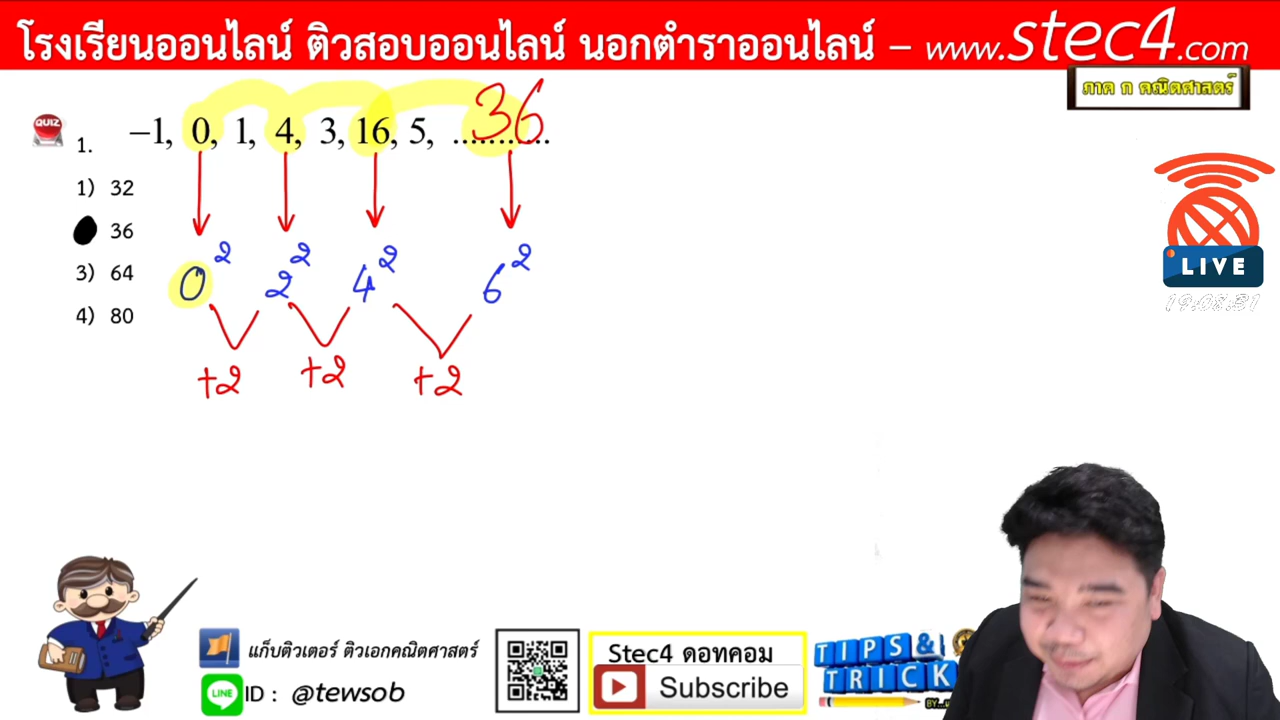 โรงเรียนออนไลน์ ติวสอบออนไลน์ นอกตำราออนไลน์ – www.stec4.com
ภาค ก คณิตศาสตร์
QUIZ
1. –1, 0, 1, 4, 3, 16, 5, ........... 36
1) 32
36
3) 64
4) 80
0² 2² 4² 6²
+2 +2 +2
LIVE
19:08:31
แก็บติวเตอร์ ติวเอกคณิตศาสตร์
ID : @tewsob
Stec4 ดอทคอม
Subscribe
TIPS &
TRICK